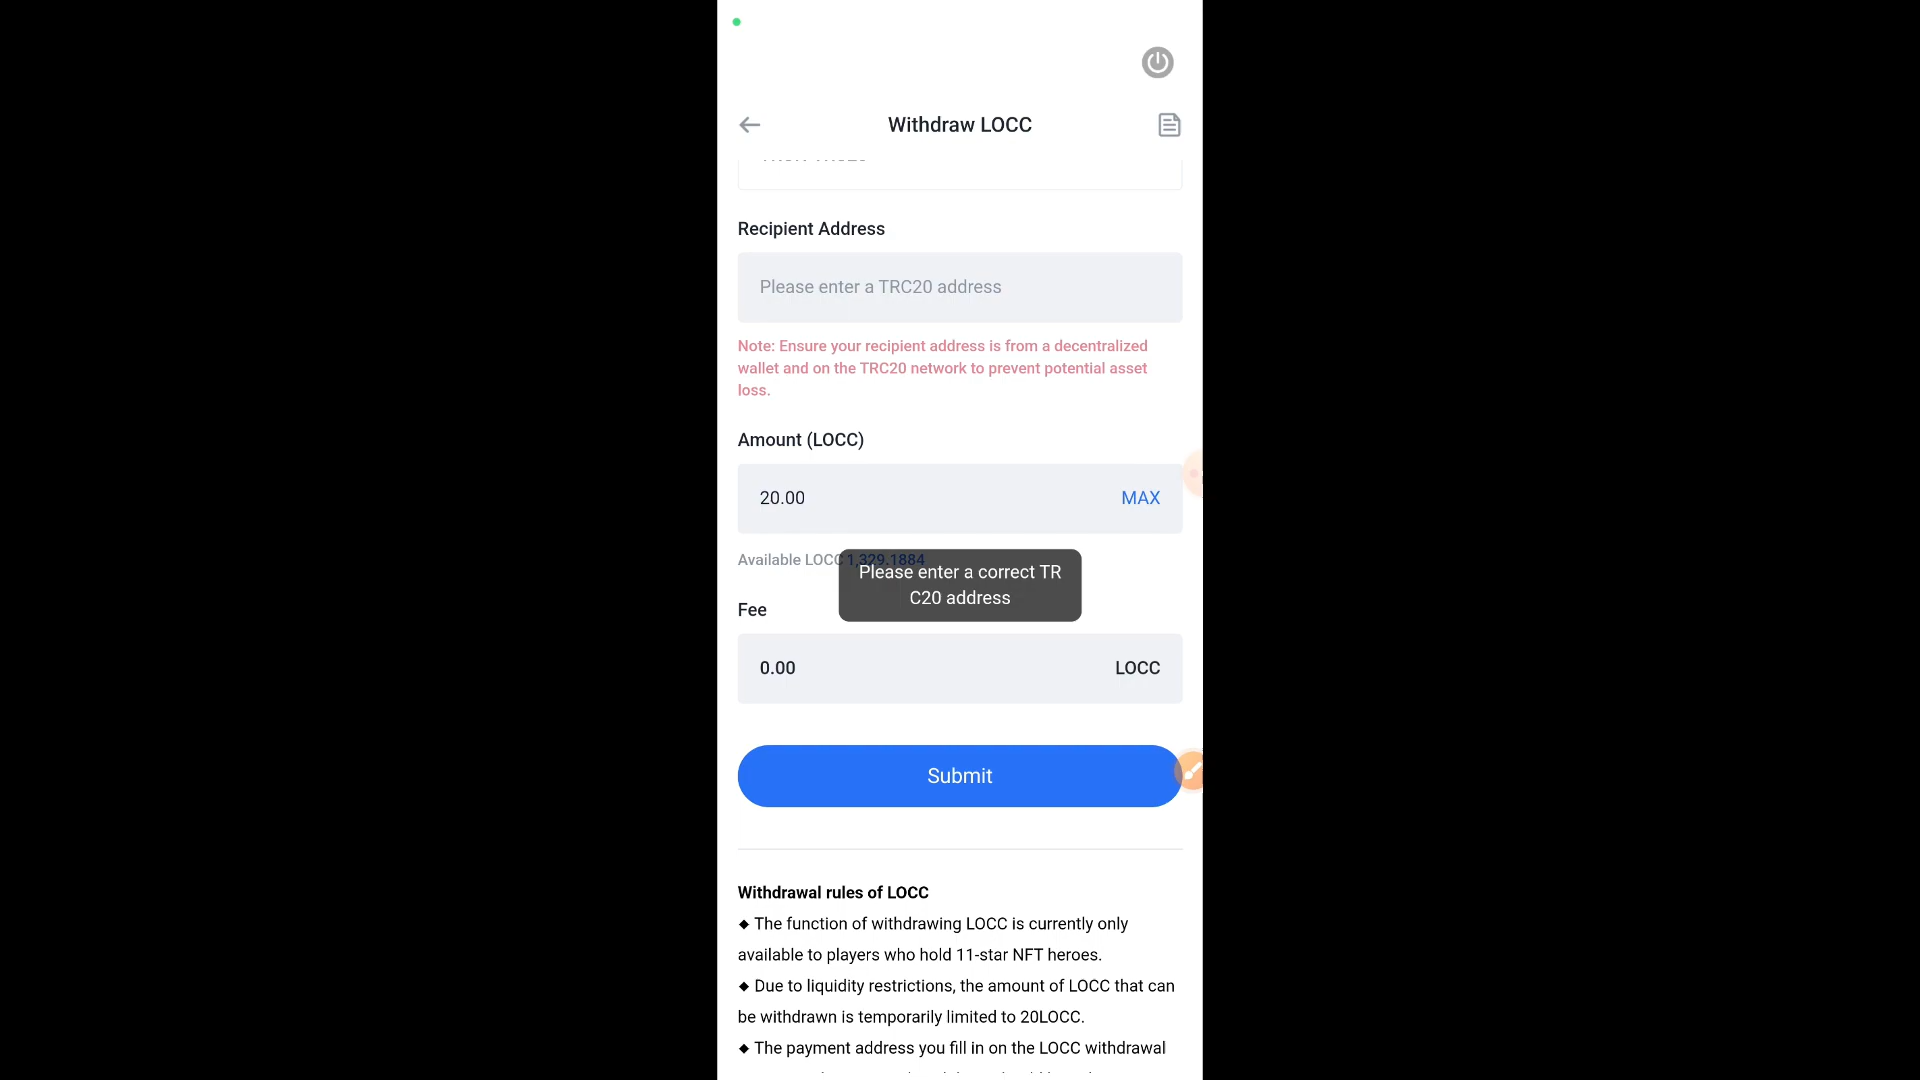 Withdraw LOCC
Recipient Address
Please enter a TRC20 address
Note: Ensure your recipient address is from a decentralized
wallet and on the TRC20 network to prevent potential asset
loss.
Amount (LOCC)
20.00 MAX
Available LOCC 1,329.1884
Please enter a correct TR
C20 address
Fee
0.00 LOCC
Submit
Withdrawal rules of LOCC
◆ The function of withdrawing LOCC is currently only
available to players who hold 11-star NFT heroes.
◆ Due to liquidity restrictions, the amount of LOCC that can
be withdrawn is temporarily limited to 20LOCC.
◆ The payment address you fill in on the LOCC withdrawal